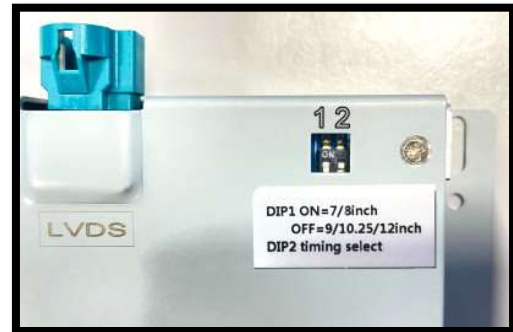 1 2
ON
DIP1 ON=7/8inch
OFF=9/10.25/12inch
DIP2 timing select
LVDS